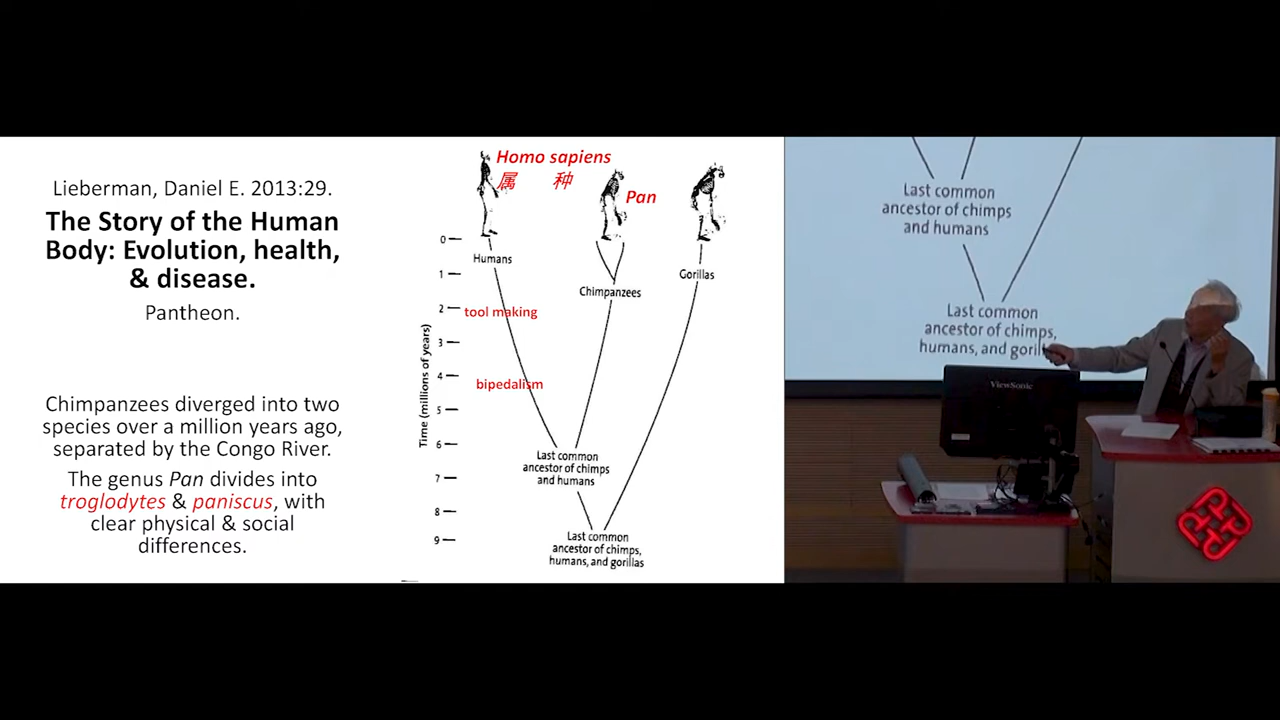 Lieberman, Daniel E. 2013:29.
The Story of the Human
Body: Evolution, health,
& disease.
Pantheon.
Chimpanzees diverged into two
species over a million years ago,
separated by the Congo River.
The genus Pan divides into
troglodytes & paniscus, with
clear physical & social
differences.
Homo sapiens
属 种
Pan
Time (millions of years)
0
1
2
3
4
5
6
7
8
9
Humans
Chimpanzees
Gorillas
tool making
bipedalism
Last common
ancestor of chimps
and humans
Last common
ancestor of chimps,
humans, and gorillas
Last common
ancestor of chimps
and humans
Last common
ancestor of chimps,
humans, and goril
ViewSonic